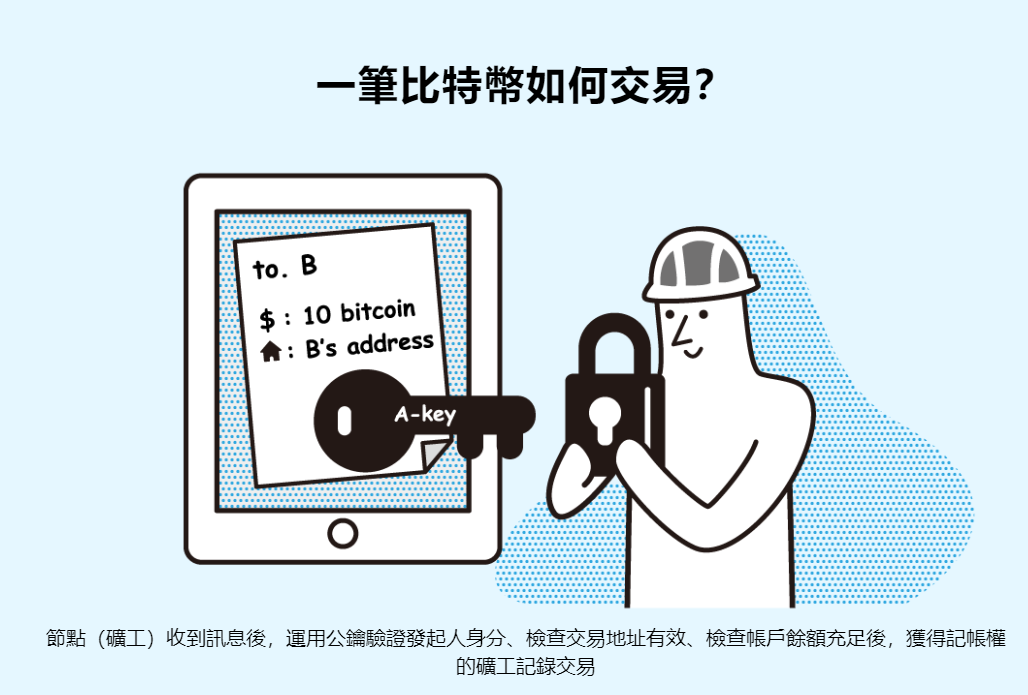 一筆比特幣如何交易？
to. B
$ : 10 bitcoin
: B's address
A-key
節點（礦工）收到訊息後，運用公鑰驗證發起人身分、檢查交易地址有效、檢查帳戶餘額充足後，獲得記帳權
的礦工記錄交易